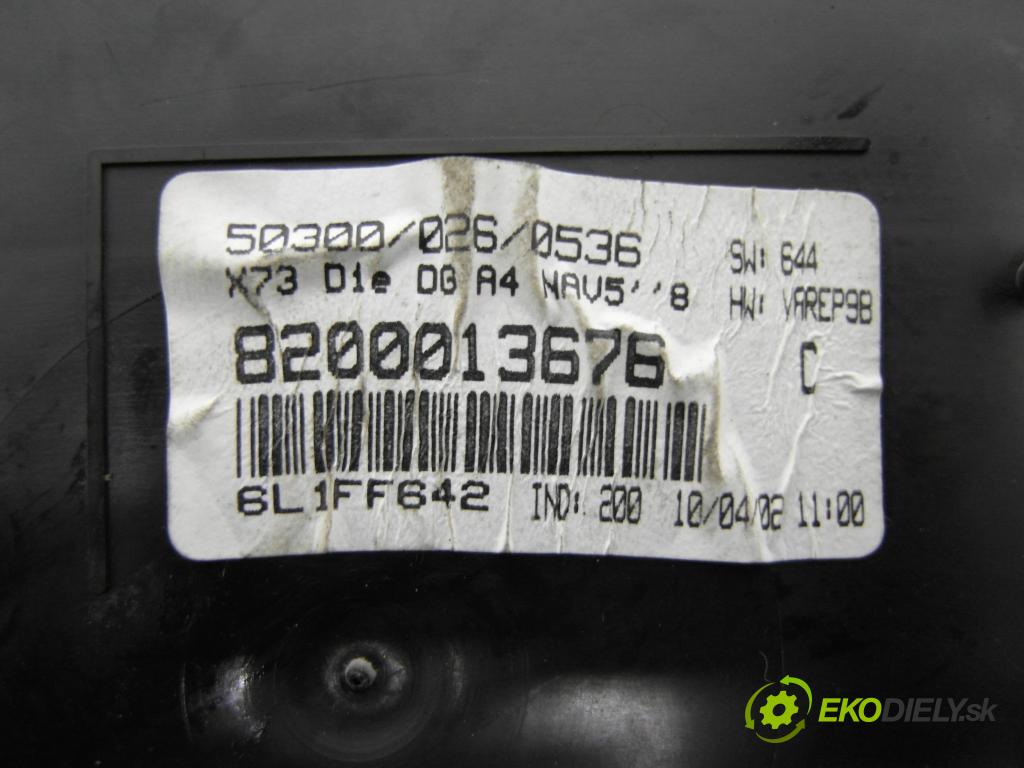 50300/026/0536
SW: 644
X73 D1e DG A4 NAV5''8
HW: VAREP9B
8200013676
C
6L1FF642 IND: 200 10/04/02 11:00
EKODIELY.sk